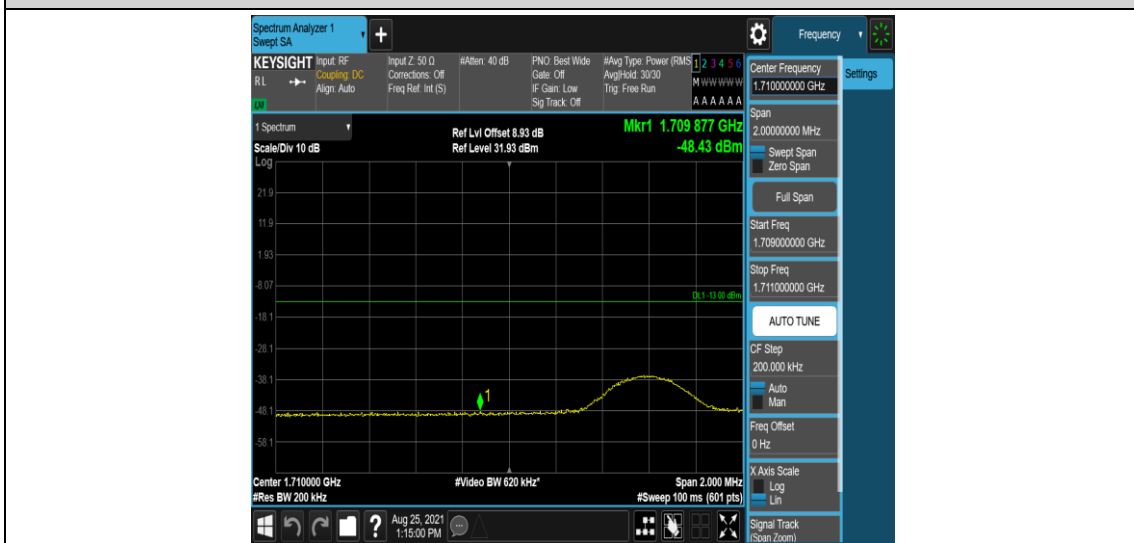 Spectrum Analyzer 1
Swept SA
+
Frequency
KEYSIGHT
RL
LXI
Input: RF
Coupling: DC
Align: Auto
Input Z: 50 Ω
Corrections: Off
Freq Ref: Int (S)
#Atten: 40 dB
PNO: Best Wide
Gate: Off
IF Gain: Low
Sig Track: Off
#Avg Type: Power (RMS
Avg|Hold: 30/30
Trig: Free Run
1 2 3 4 5 6
M W W W W W
A A A A A A
1 Spectrum
Scale/Div 10 dB
Log
Ref Lvl Offset 8.93 dB
Ref Level 31.93 dBm
Mkr1 1.709 877 GHz
-48.43 dBm
21.9
11.9
1.93
-8.07
DL1 -13.00 dBm
-18.1
-28.1
-38.1
1
-48.1
-58.1
Center 1.710000 GHz
#Res BW 200 kHz
#Video BW 620 kHz*
Span 2.000 MHz
#Sweep 100 ms (601 pts)
?
Aug 25, 2021
1:15:00 PM
Center Frequency
1.710000000 GHz
Settings
Span
2.00000000 MHz
Swept Span
Zero Span
Full Span
Start Freq
1.709000000 GHz
Stop Freq
1.711000000 GHz
AUTO TUNE
CF Step
200.000 kHz
Auto
Man
Freq Offset
0 Hz
X Axis Scale
Log
Lin
Signal Track
(Span Zoom)